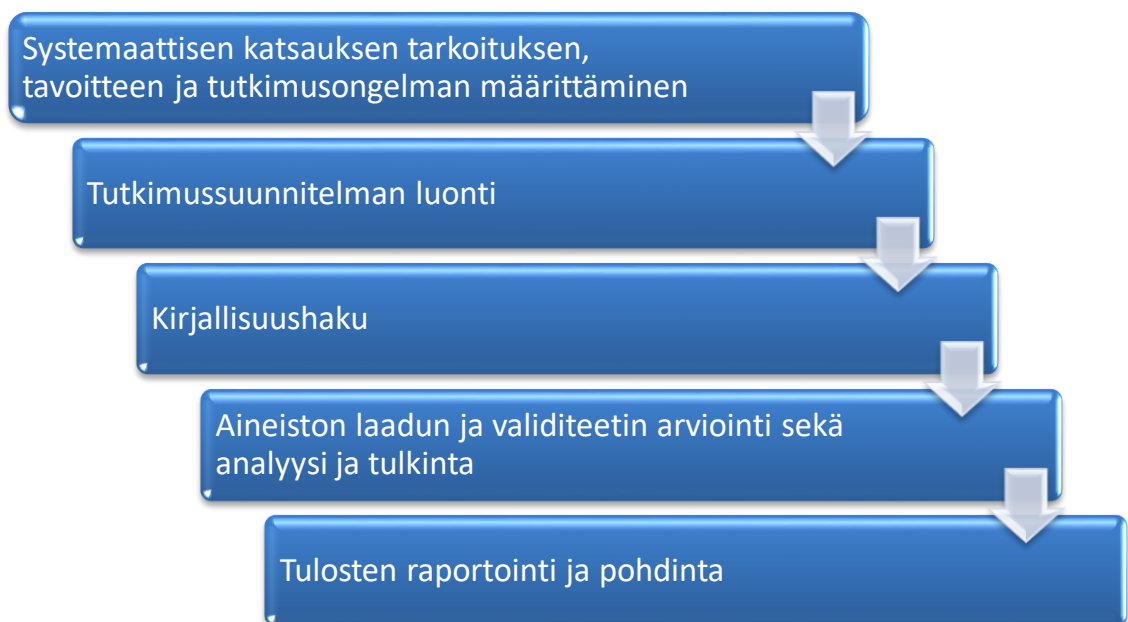 Systemaattisen katsauksen tarkoituksen,
tavoitteen ja tutkimusongelman määrittäminen
Tutkimussuunnitelman luonti
Kirjallisuushaku
Aineiston laadun ja validiteetin arviointi sekä
analyysi ja tulkinta
Tulosten raportointi ja pohdinta